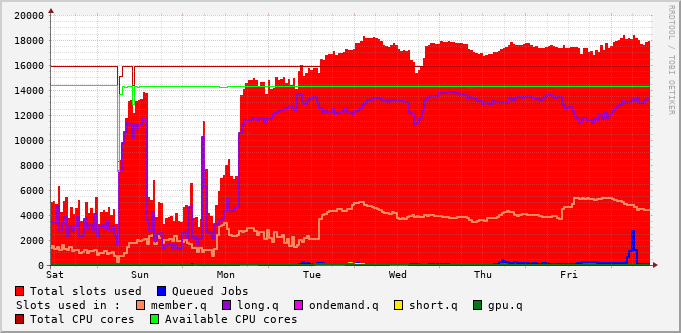 20000
18000
16000
14000
12000
10000
8000
6000
4000
2000
0
Sat Sun Mon Tue Wed Thu Fri
RRDTOOL / TOBI OETIKER
Total slots used Queued Jobs
Slots used in : member.q long.q ondemand.q short.q gpu.q
Total CPU cores Available CPU cores